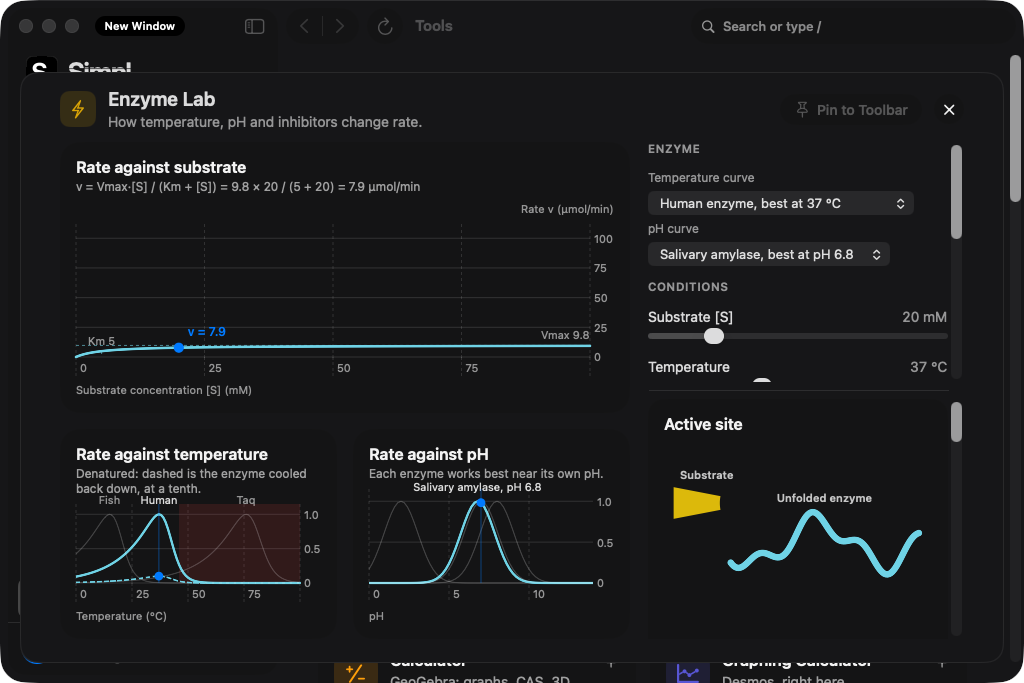 New Window
Tools
Search or type /
Simpl
Enzyme Lab
How temperature, pH and inhibitors change rate.
Pin to Toolbar
Rate against substrate
v = Vmax·[S] / (Km + [S]) = 9.8 × 20 / (5 + 20) = 7.9 µmol/min
Rate v (µmol/min)
100
75
50
25
0
v = 7.9
Km 5
Vmax 9.8
0
25
50
75
Substrate concentration [S] (mM)
Rate against temperature
Denatured: dashed is the enzyme cooled
back down, at a tenth.
Fish
Human
Taq
1.0
0.5
0
0
25
50
75
Temperature (°C)
Rate against pH
Each enzyme works best near its own pH.
Salivary amylase, pH 6.8
1.0
0.5
0
0
5
10
pH
ENZYME
Temperature curve
Human enzyme, best at 37 °C
pH curve
Salivary amylase, best at pH 6.8
CONDITIONS
Substrate [S]
20 mM
Temperature
37 °C
Active site
Substrate
Unfolded enzyme
Calculator
GeoGebra: graphs, CAS, 3D
Graphing Calculator
Desmos, right here